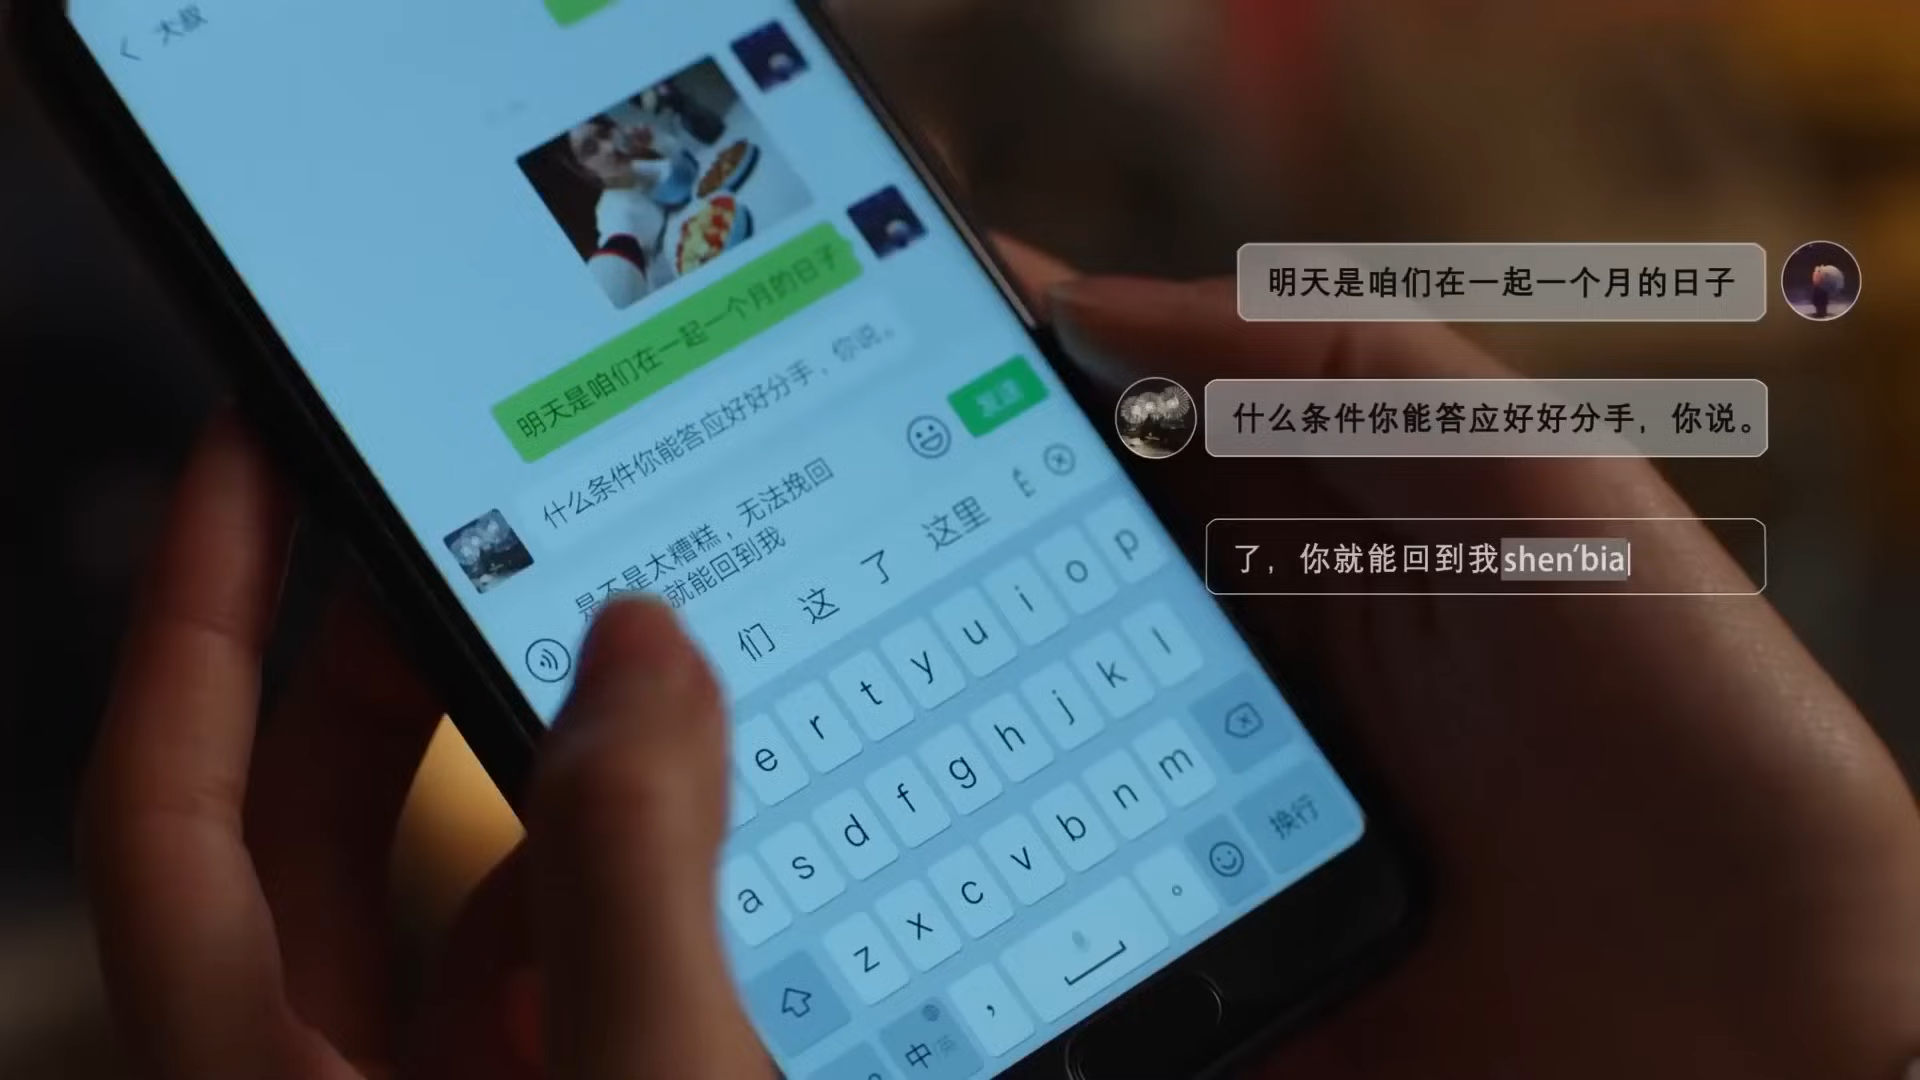 大叔
明天是咱们在一起一个月的日子
什么条件你能答应好好分手，你说。
是不是太糟糕，无法挽回
就能回到我
发送
们 这 了 这里
e r t y u i o p
a s d f g h j k l
z x c v b n m
换行
中 英 ， 。
明天是咱们在一起一个月的日子
什么条件你能答应好好分手，你说。
了，你就能回到我shen'bia